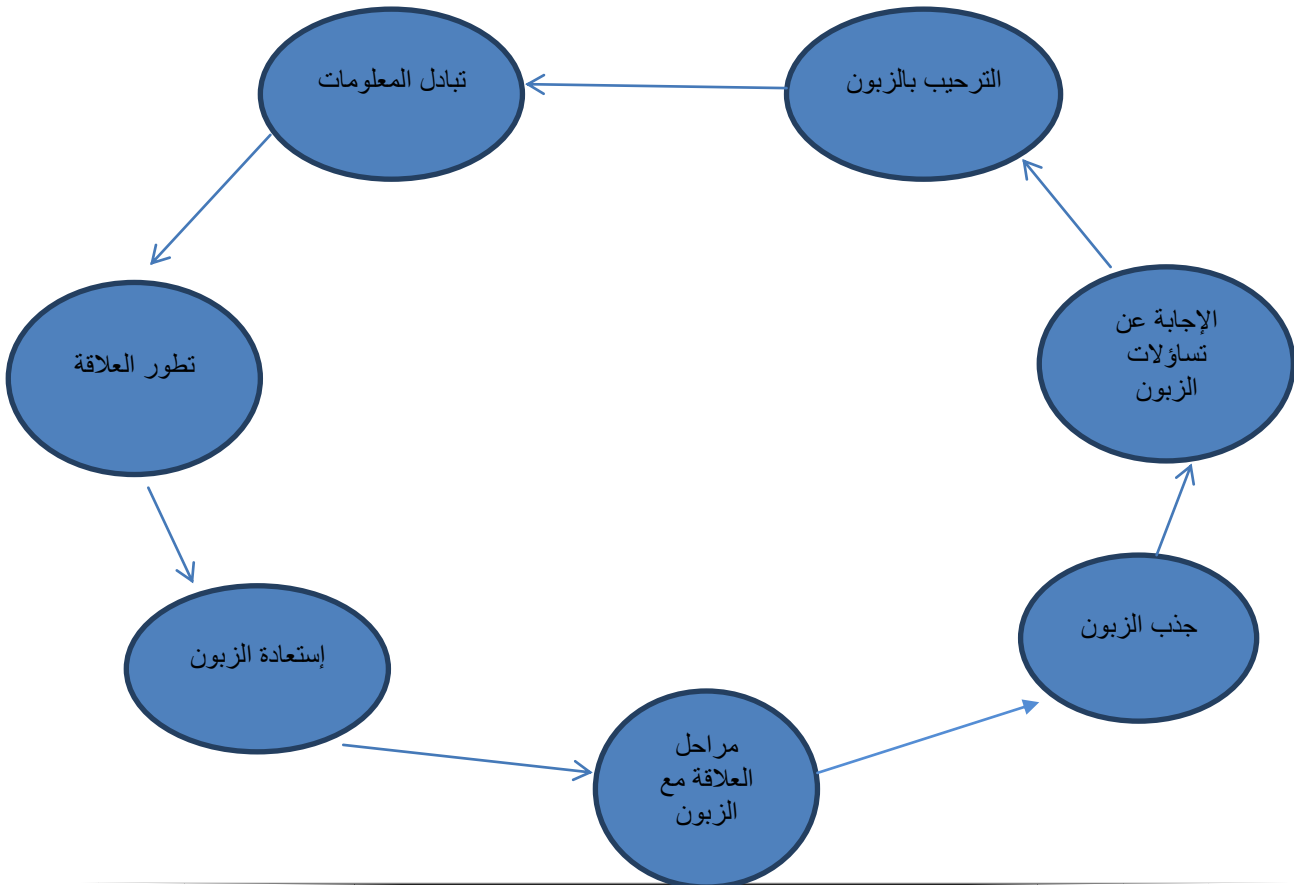 الترحيب بالزبون
تبادل المعلومات
الإجابة عن
تساؤلات
الزبون
تطور العلاقة
جذب الزبون
إستعادة الزبون
مراحل
العلاقة مع
الزبون